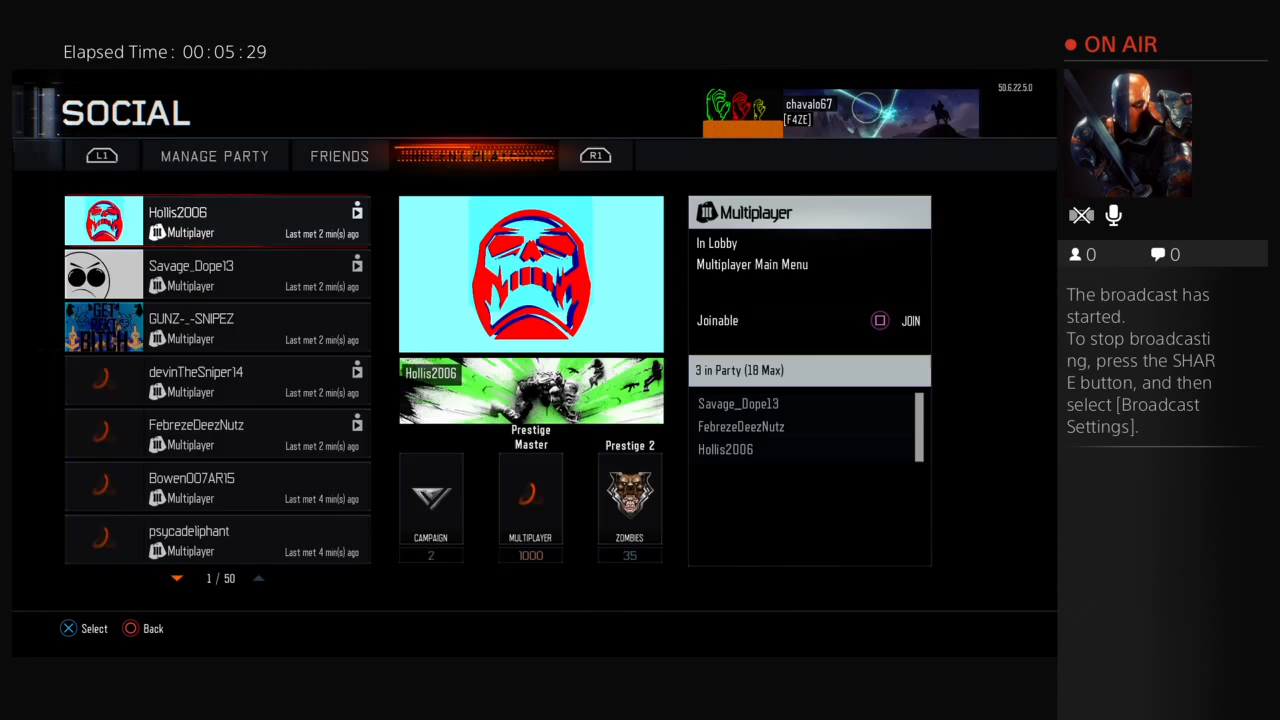 Elapsed Time: 00:05:29
ON AIR
SOCIAL
chavalo67
[F4ZE]
50.6.22.5.0
L1
MANAGE PARTY
FRIENDS
R1
Hollis2006
Multiplayer
Last met 2 min(s) ago
Savage_Dope13
Multiplayer
Last met 2 min(s) ago
GUNZ-_-SNIPEZ
Multiplayer
Last met 2 min(s) ago
devinTheSniper14
Multiplayer
Last met 2 min(s) ago
FebrezeDeezNutz
Multiplayer
Last met 2 min(s) ago
Bowen007AR15
Multiplayer
Last met 4 min(s) ago
psycadeliphant
Multiplayer
Last met 4 min(s) ago
1 / 50
Hollis2006
Prestige
Master
Prestige 2
CAMPAIGN
MULTIPLAYER
ZOMBIES
2
1000
35
Multiplayer
In Lobby
Multiplayer Main Menu
Joinable
JOIN
3 in Party (18 Max)
Savage_Dope13
FebrezeDeezNutz
Hollis2006
Select
Back
0
0
The broadcast has
started.
To stop broadcasti
ng, press the SHAR
E button, and then
select [Broadcast
Settings].